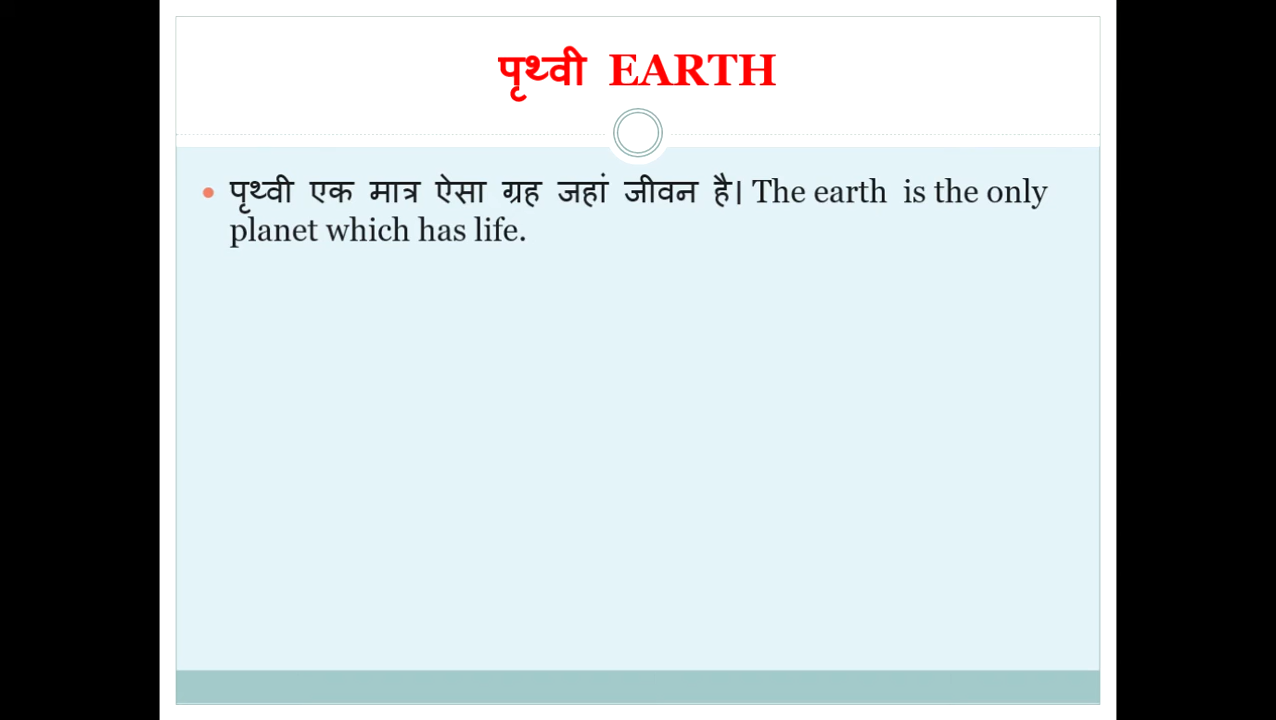 पृथ्वी EARTH
पृथ्वी एक मात्र ऐसा ग्रह जहां जीवन है। The earth is the only
planet which has life.